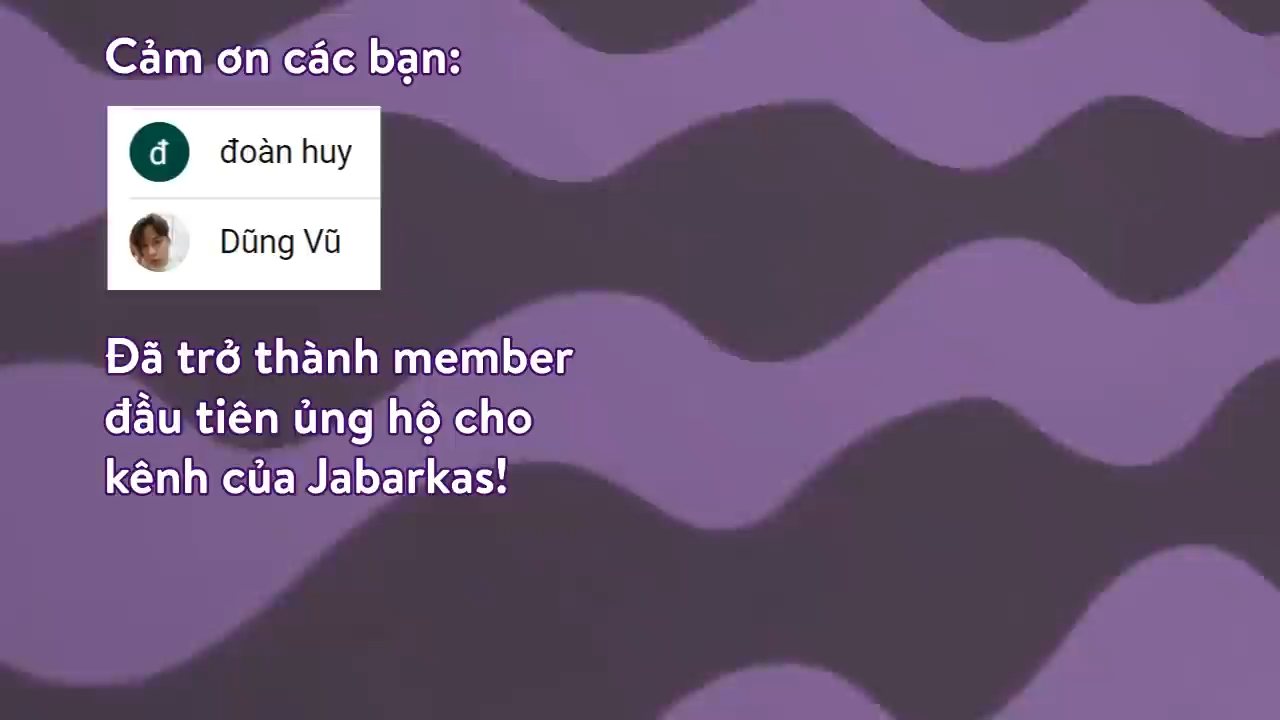 Cảm ơn các bạn:
đ
đoàn huy
Dũng Vũ
Đã trở thành member
đầu tiên ủng hộ cho
kênh của Jabarkas!